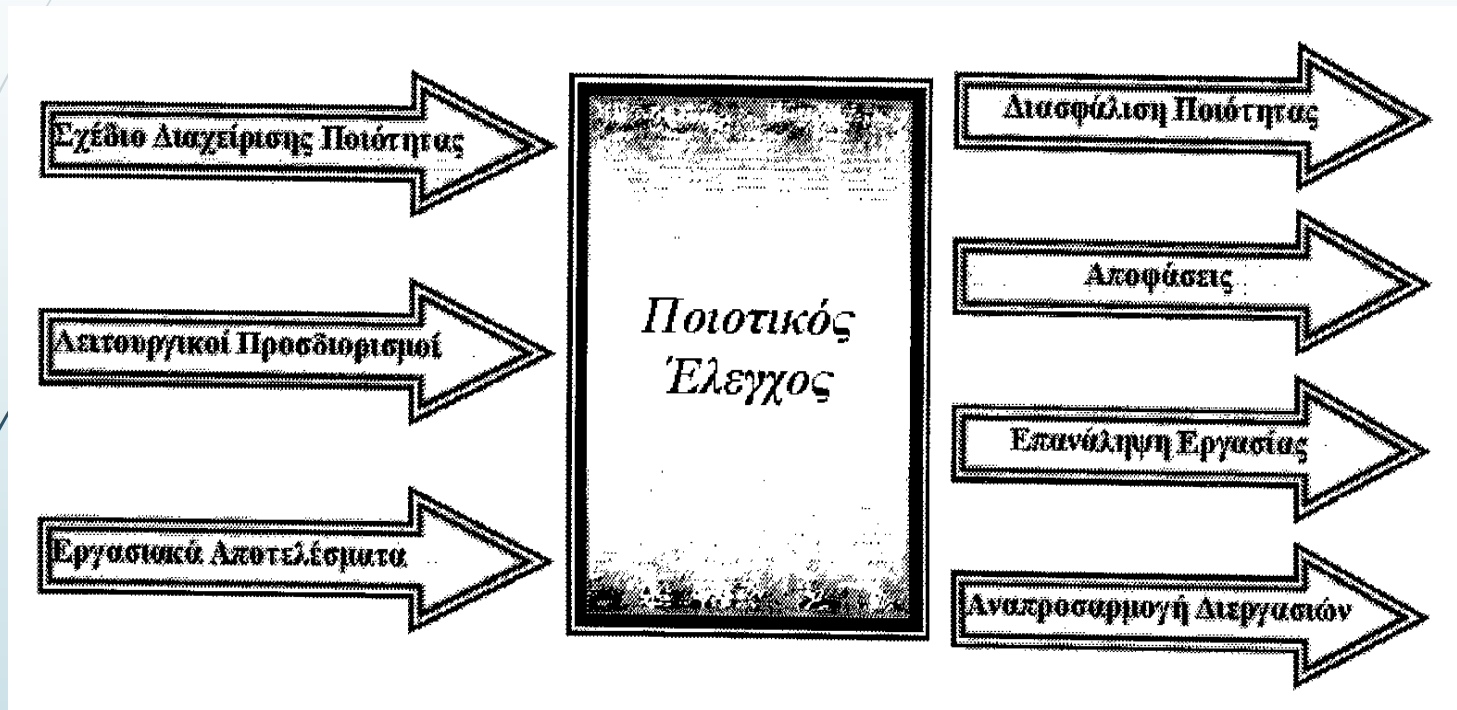 Σχέδιο Διαχείρισης Ποιότητας
Λειτουργικοί Προσδιορισμοί
Εργασιακά Αποτελέσματα
Ποιοτικός
Έλεγχος
Διασφάλιση Ποιότητας
Αποφάσεις
Επανάληψη Εργασίας
Αναπροσαρμογή Διεργασιών